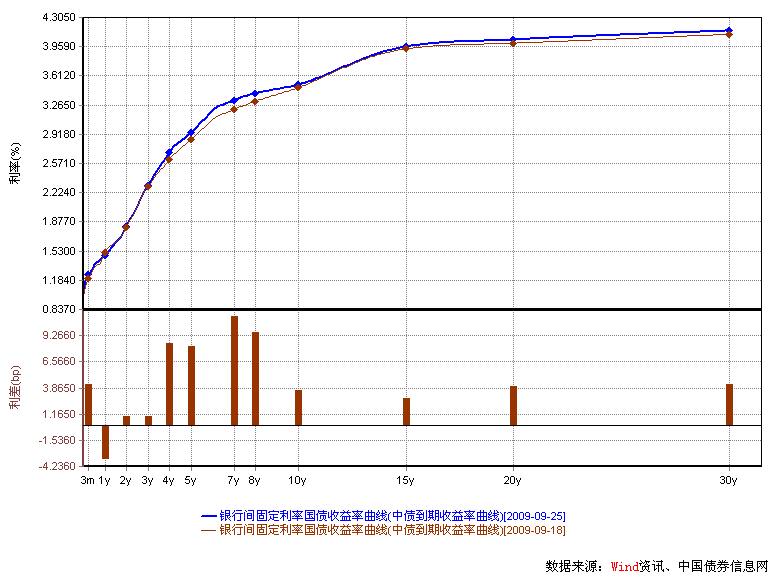 4.3050
3.9590
3.6120
3.2650
2.9180
2.5710
2.2240
1.8770
1.5300
1.1840
0.8370
利率(%)
9.2660
6.5660
3.8650
1.1650
-1.5360
-4.2360
利差(bp)
3m 1y 2y 3y 4y 5y 7y 8y 10y 15y 20y 30y
银行间固定利率国债收益率曲线(中债到期收益率曲线)[2009-09-25]
银行间固定利率国债收益率曲线(中债到期收益率曲线)[2009-09-18]
数据来源：Wind资讯、中国债券信息网